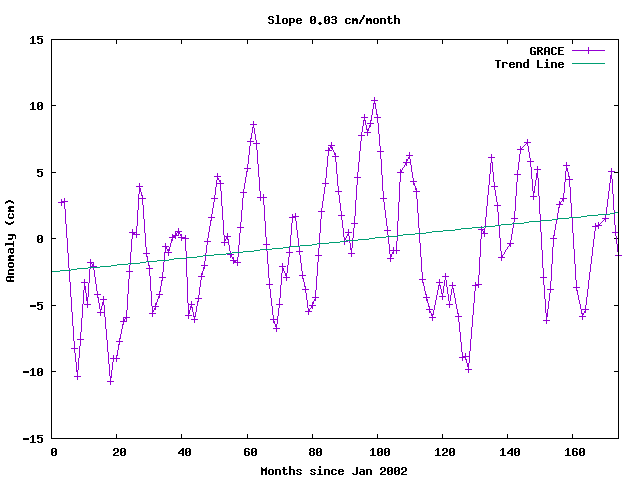 Slope 0.03 cm/month
GRACE
Trend Line
15
10
5
0
-5
-10
-15
Anomaly (cm)
0 20 40 60 80 100 120 140 160
Months since Jan 2002